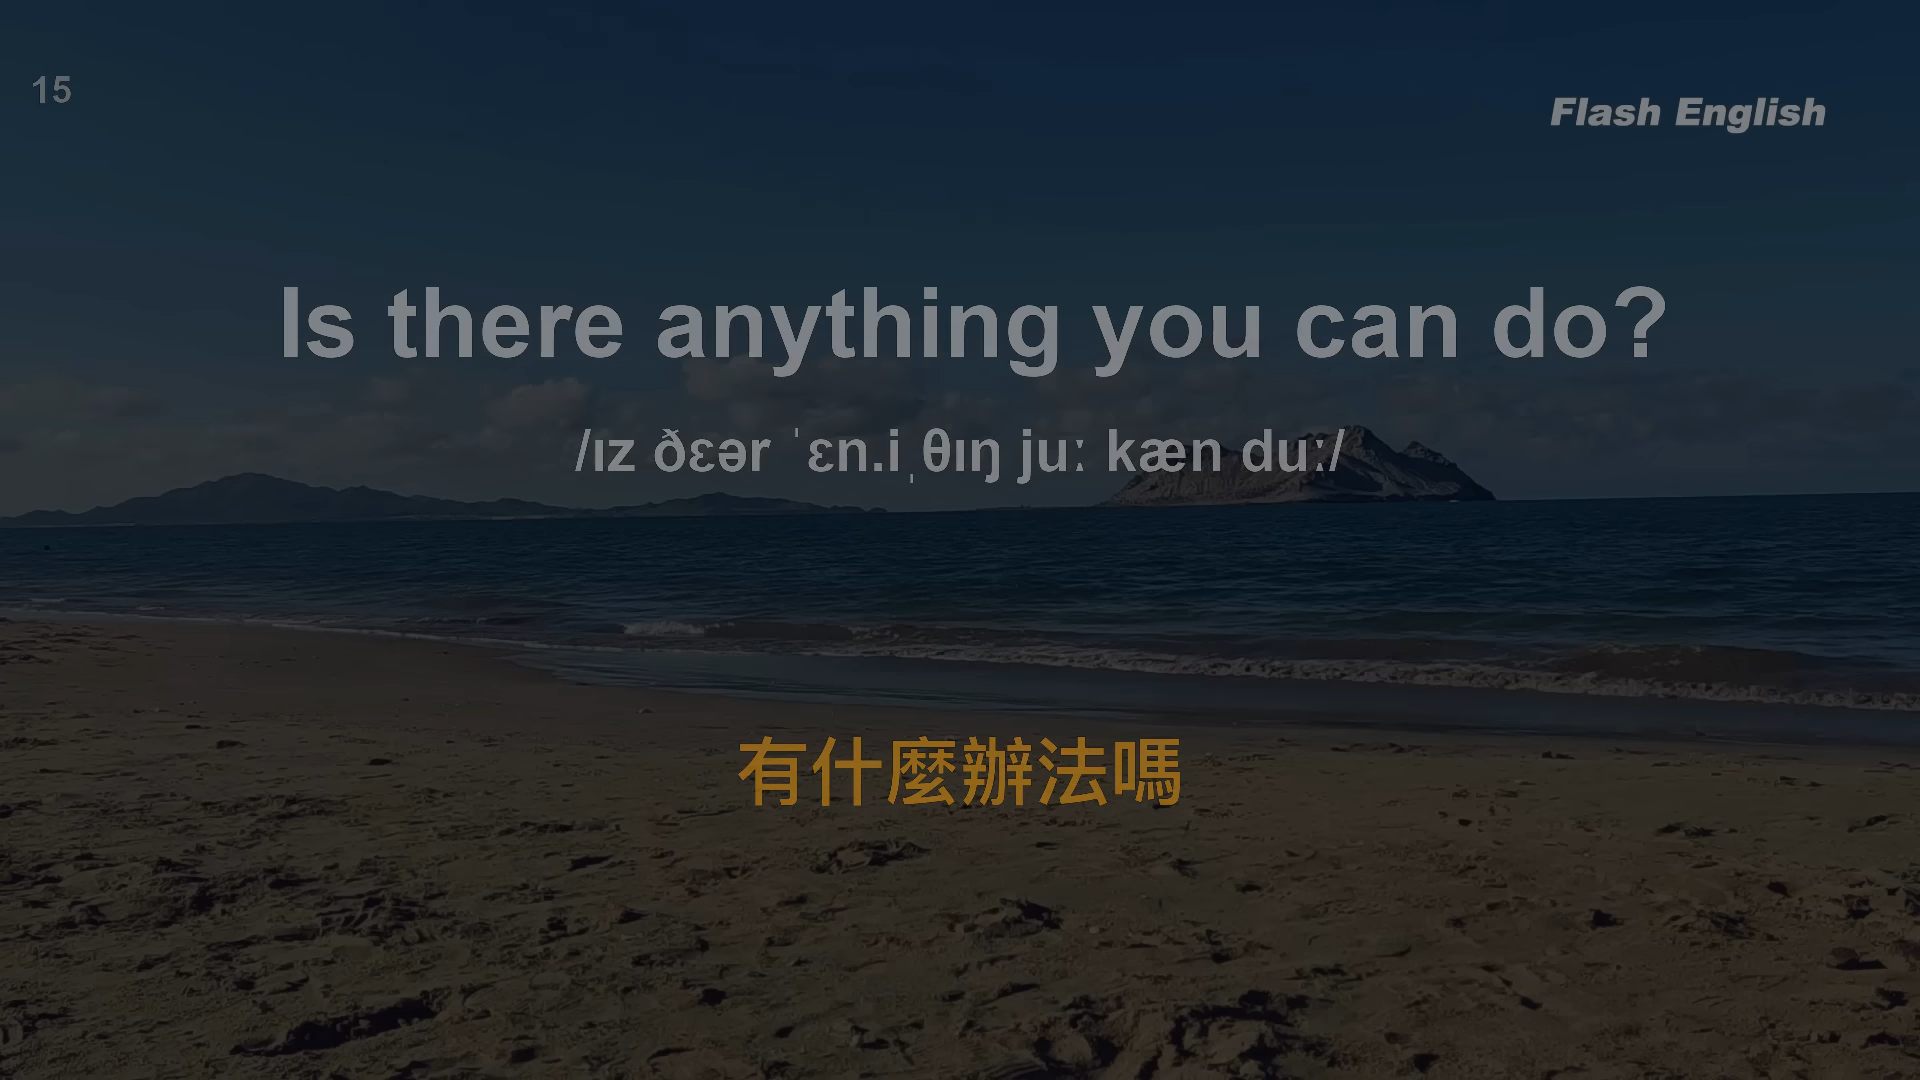 15
Flash English
Is there anything you can do?
/ɪz ðɛər ˈɛn.iˌθɪŋ juː kæn duː/
有什麼辦法嗎